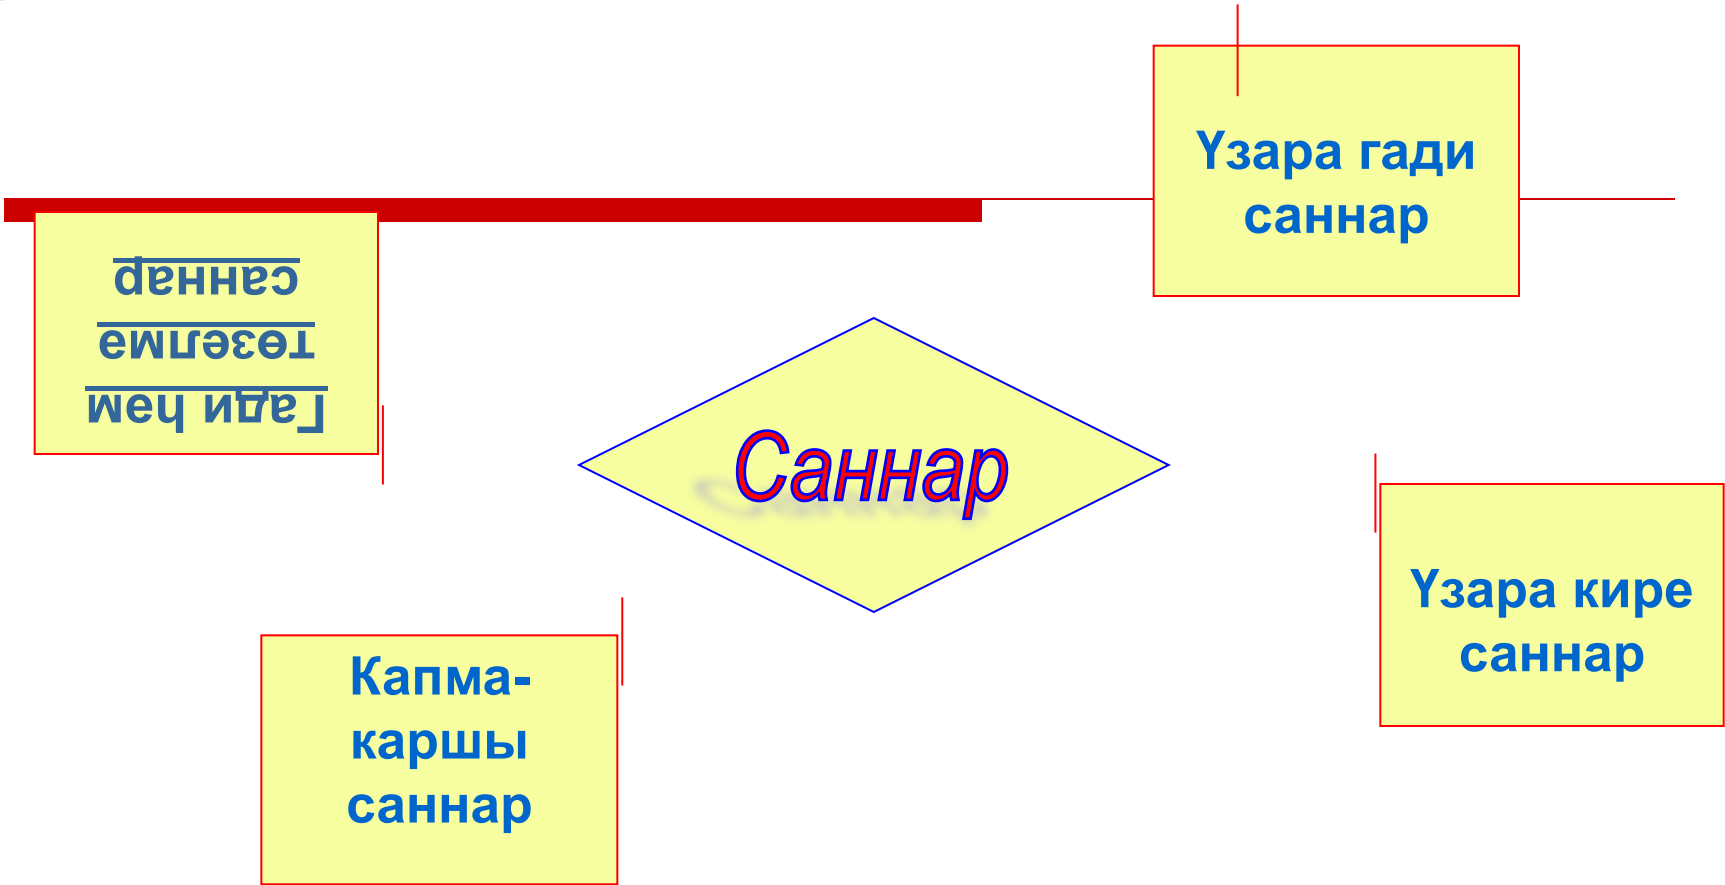 Үзара гади
саннар
Гади һәм
төзелмә
саннар
Саннар
Үзара кире
саннар
Капма-
каршы
саннар